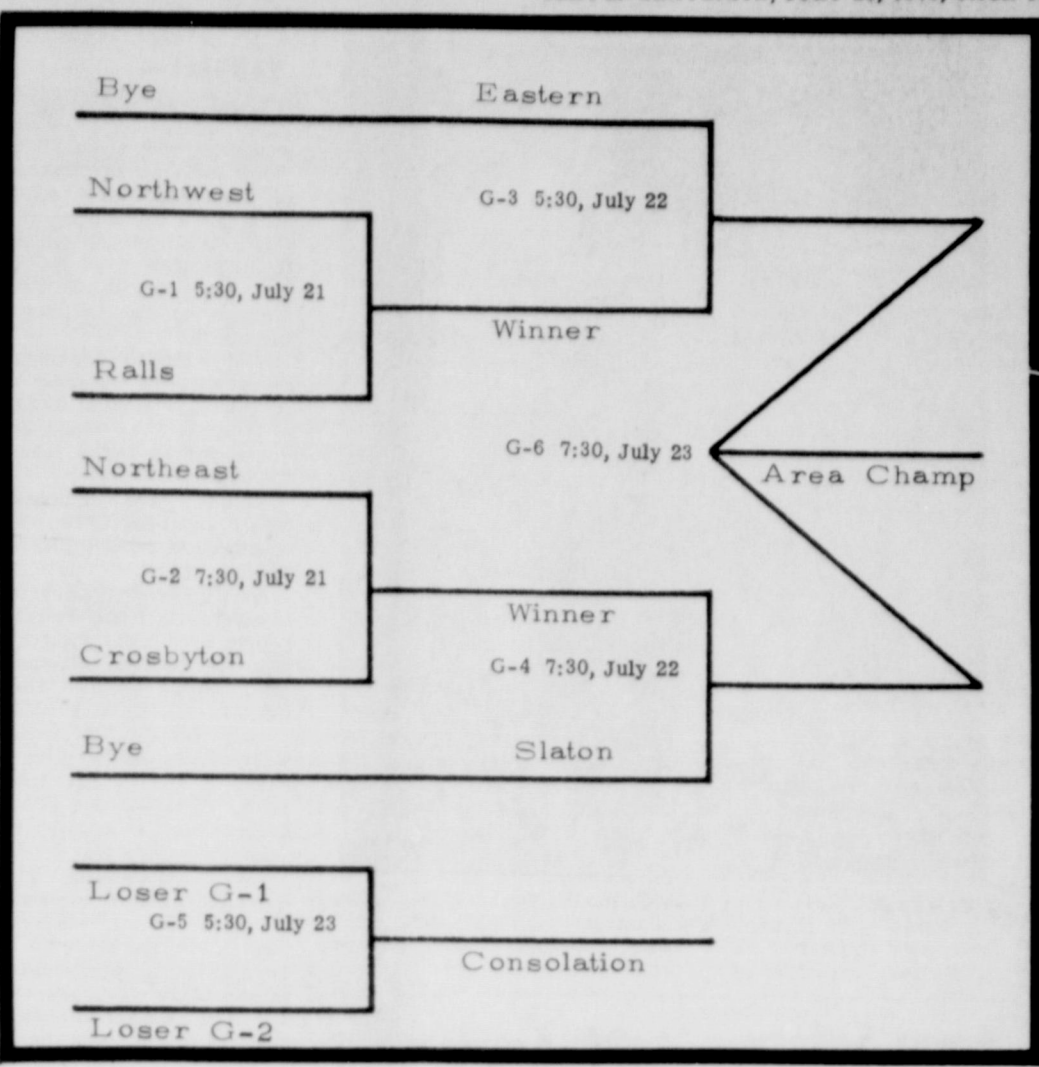 Bye
Eastern
Northwest
G-3 5:30, July 22
G-1 5:30, July 21
Winner
Ralls
G-6 7:30, July 23
Northeast
Area Champ
G-2 7:30, July 21
Winner
Crosbyton
G-4 7:30, July 22
Bye
Slaton
Loser G-1
G-5 5:30, July 23
Consolation
Loser G-2